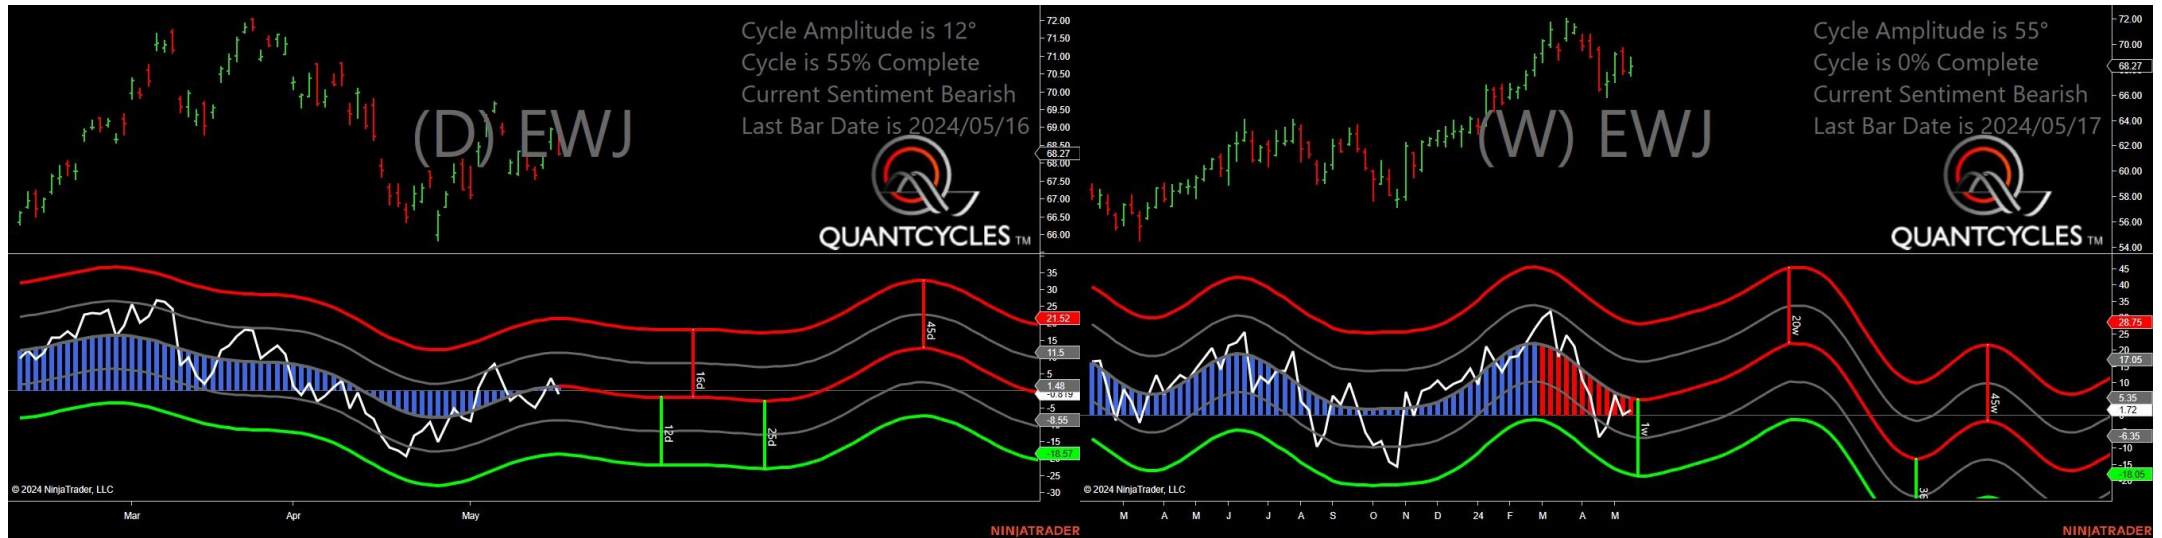 Cycle Amplitude is 12°
Cycle is 55% Complete
Current Sentiment Bearish
Last Bar Date is 2024/05/16
(D) EWJ
QUANTCYCLES TM
72.00
71.50
71.00
70.50
70.00
69.50
69.00
68.50
68.27
68.00
67.50
67.00
66.50
66.00
35
30
25
21.52
15
11.5
5
1.48
-0.819
-5
-8.55
-15
-18.57
-25
-30
16d
12d
25d
45d
© 2024 NinjaTrader, LLC
Mar
Apr
May
NINJATRADER
Cycle Amplitude is 55°
Cycle is 0% Complete
Current Sentiment Bearish
Last Bar Date is 2024/05/17
(W) EWJ
QUANTCYCLES TM
72.00
70.00
68.27
66.00
64.00
62.00
60.00
58.00
56.00
54.00
45
40
35
28.75
25
20
17.05
10
5.35
1.72
-6.35
-10
-15
-18.05
1w
20w
45w
© 2024 NinjaTrader, LLC
M
A
M
J
J
A
S
O
N
D
24
F
M
A
M
NINJATRADER